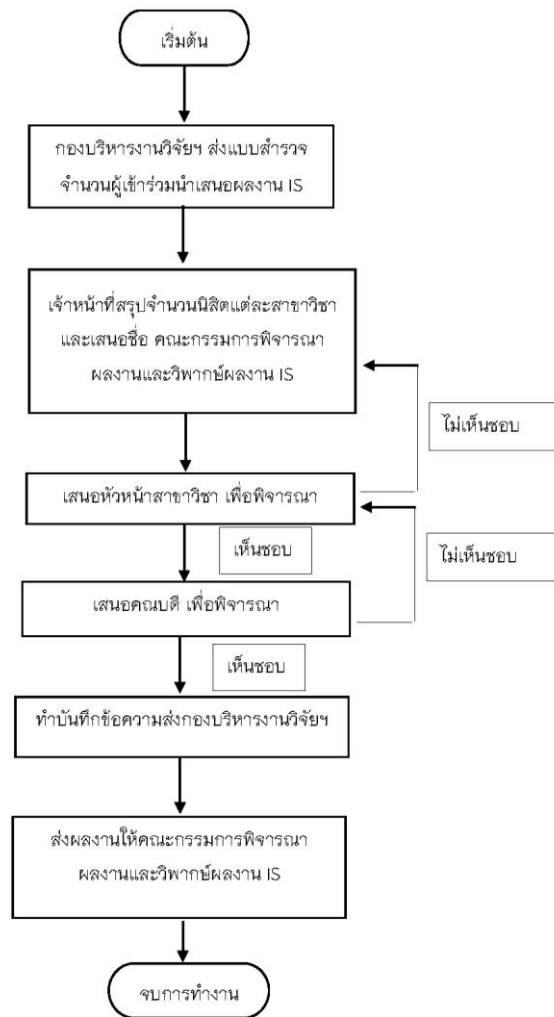 เริ่มต้น
กองบริหารงานวิจัยฯ ส่งแบบสำรวจ
จำนวนผู้เข้าร่วมนำเสนอผลงาน IS
เจ้าหน้าที่สรุปจำนวนนิสิตแต่ละสาขาวิชา
และเสนอชื่อ คณะกรรมการพิจารณา
ผลงานและวิพากษ์ผลงาน IS
ไม่เห็นชอบ
เสนอหัวหน้าสาขาวิชา เพื่อพิจารณา
เห็นชอบ
ไม่เห็นชอบ
เสนอคณบดี เพื่อพิจารณา
เห็นชอบ
ทำบันทึกข้อความส่งกองบริหารงานวิจัยฯ
ส่งผลงานให้คณะกรรมการพิจารณา
ผลงานและวิพากษ์ผลงาน IS
จบการทำงาน